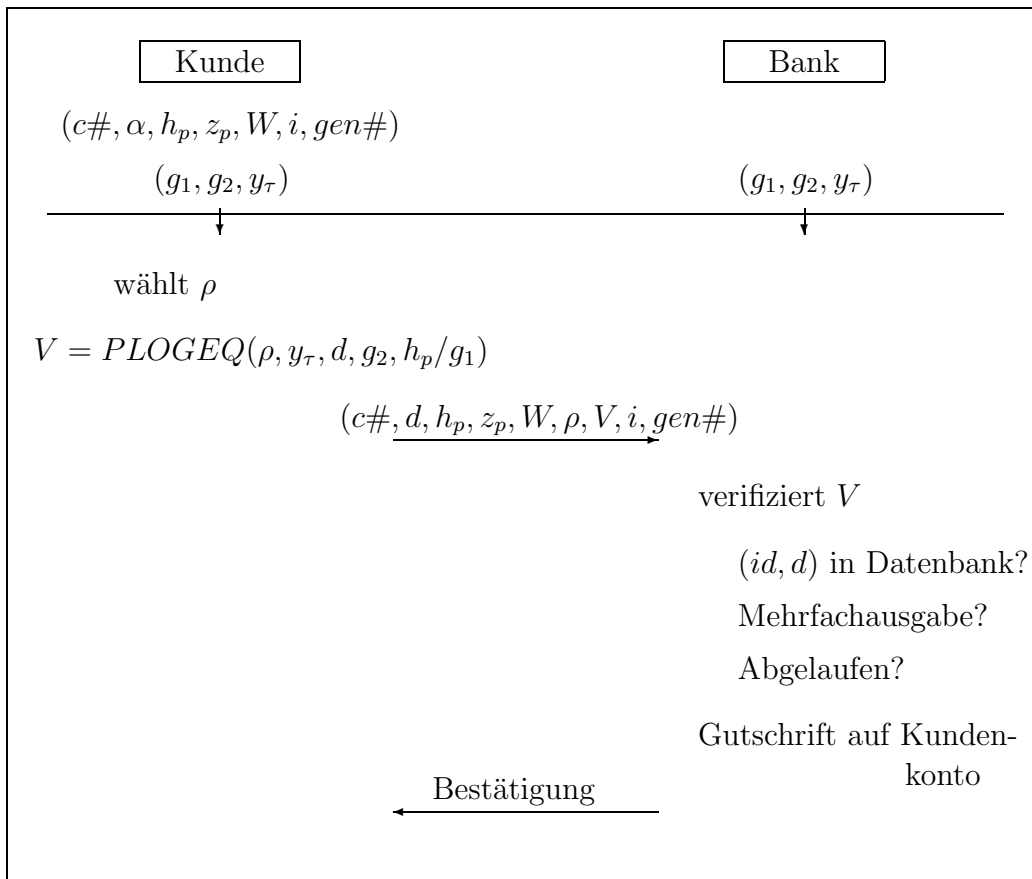 Kunde Bank
(c#, α, h_p, z_p, W, i, gen#)
(g_1, g_2, y_τ) (g_1, g_2, y_τ)
wählt ρ
V = PLOGEQ(ρ, y_τ, d, g_2, h_p/g_1)
(c#, d, h_p, z_p, W, ρ, V, i, gen#)
verifiziert V
(id, d) in Datenbank?
Mehrfachausgabe?
Abgelaufen?
Gutschrift auf Kunden-
konto
Bestätigung